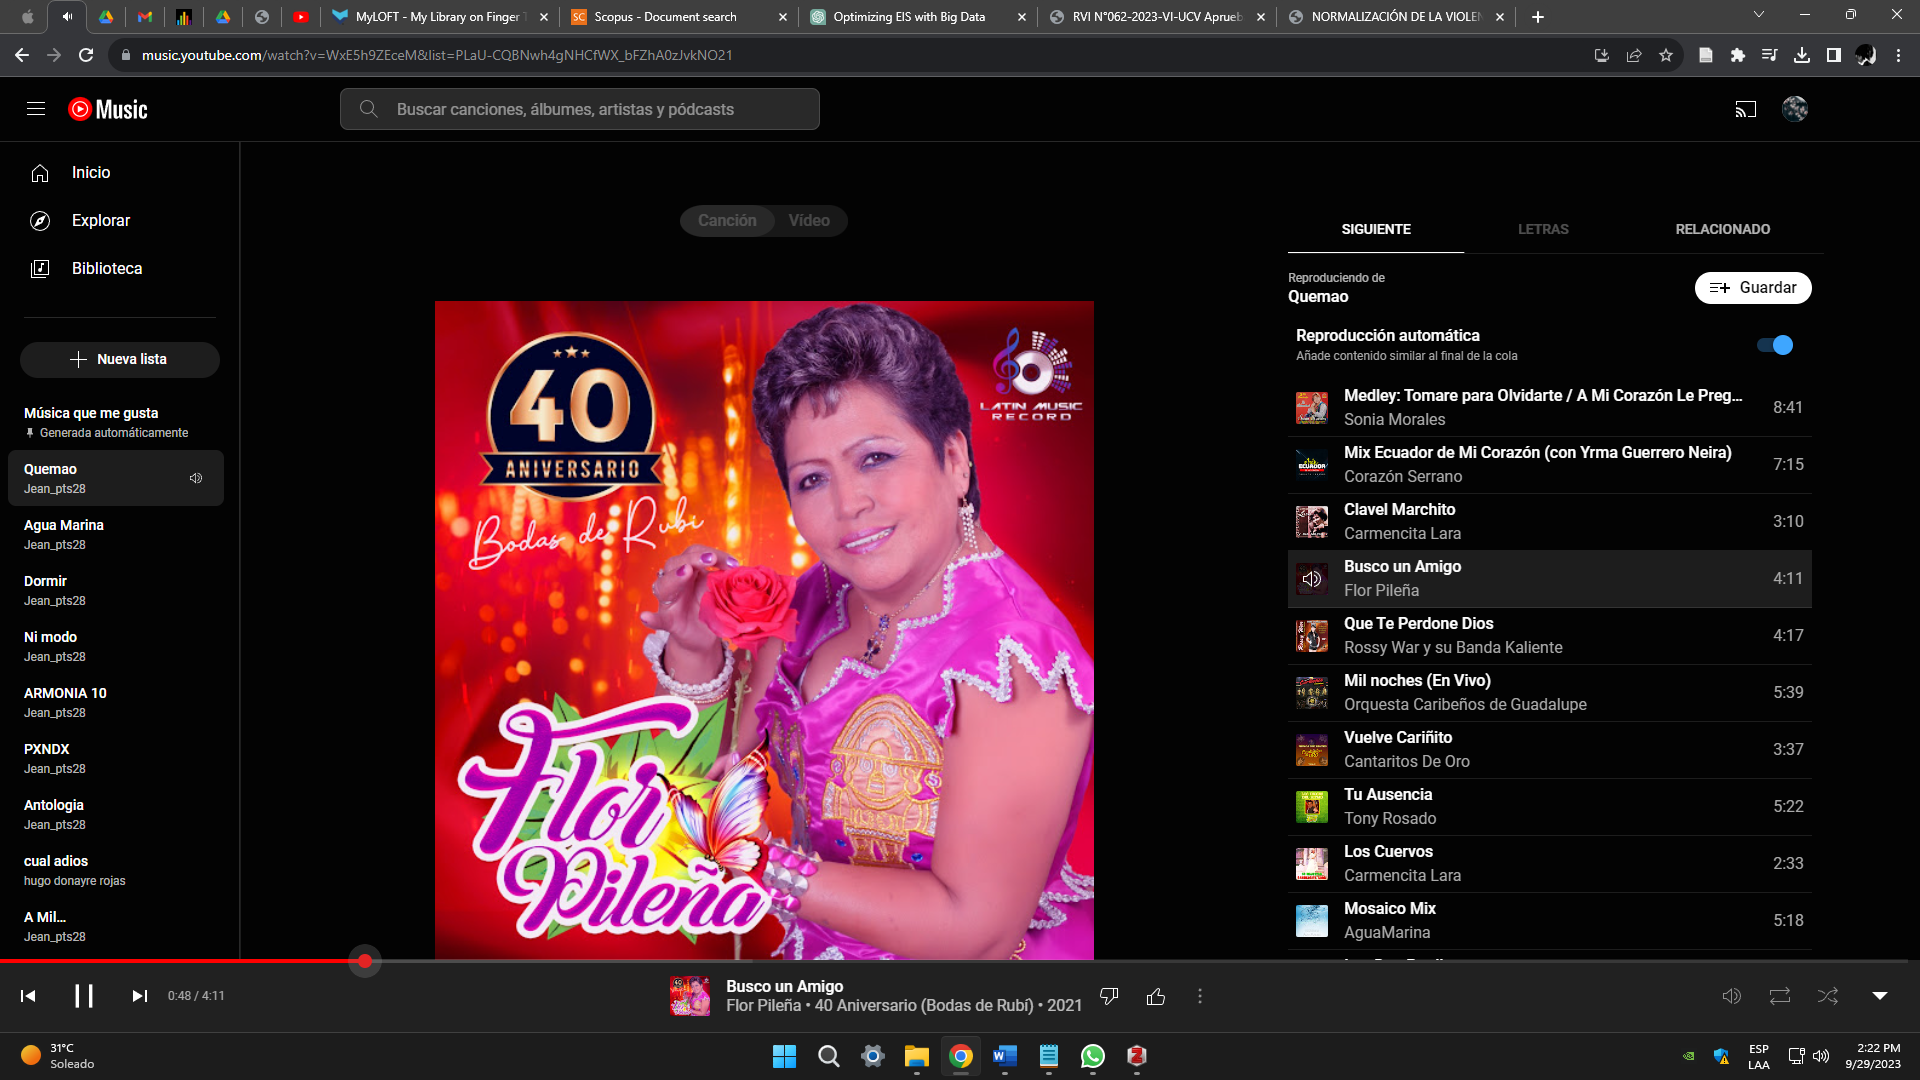 MyLOFT - My Library on Finger T
Scopus - Document search
Optimizing EIS with Big Data
RVI N°062-2023-VI-UCV Aprueb
NORMALIZACIÓN DE LA VIOLEN
music.youtube.com/watch?v=WxE5h9ZEceM&list=PLaU-CQBNwh4gNHCfWX_bFZhA0zJvkNO21
Music
Buscar canciones, álbumes, artistas y pódcasts
Inicio
Explorar
Biblioteca
Nueva lista
Música que me gusta
Generada automáticamente
Quemao
Jean_pts28
Agua Marina
Jean_pts28
Dormir
Jean_pts28
Ni modo
Jean_pts28
ARMONIA 10
Jean_pts28
PXNDX
Jean_pts28
Antologia
Jean_pts28
cual adios
hugo donayre rojas
A Mil...
Jean_pts28
Canción
Vídeo
40
ANIVERSARIO
Bodas de Rubi
LATIN MUSIC
RECORD
Flor
Pileña
SIGUIENTE
LETRAS
RELACIONADO
Reproduciendo de
Quemao
Guardar
Reproducción automática
Añade contenido similar al final de la cola
Medley: Tomare para Olvidarte / A Mi Corazón Le Preg...
Sonia Morales
8:41
Mix Ecuador de Mi Corazón (con Yrma Guerrero Neira)
Corazón Serrano
7:15
Clavel Marchito
Carmencita Lara
3:10
Busco un Amigo
Flor Pileña
4:11
Que Te Perdone Dios
Rossy War y su Banda Kaliente
4:17
Mil noches (En Vivo)
Orquesta Caribeños de Guadalupe
5:39
Vuelve Cariñito
Cantaritos De Oro
3:37
Tu Ausencia
Tony Rosado
5:22
Los Cuervos
Carmencita Lara
2:33
Mosaico Mix
AguaMarina
5:18
0:48 / 4:11
Busco un Amigo
Flor Pileña • 40 Aniversario (Bodas de Rubí) • 2021
31°C
Soleado
ESP
LAA
2:22 PM
9/29/2023